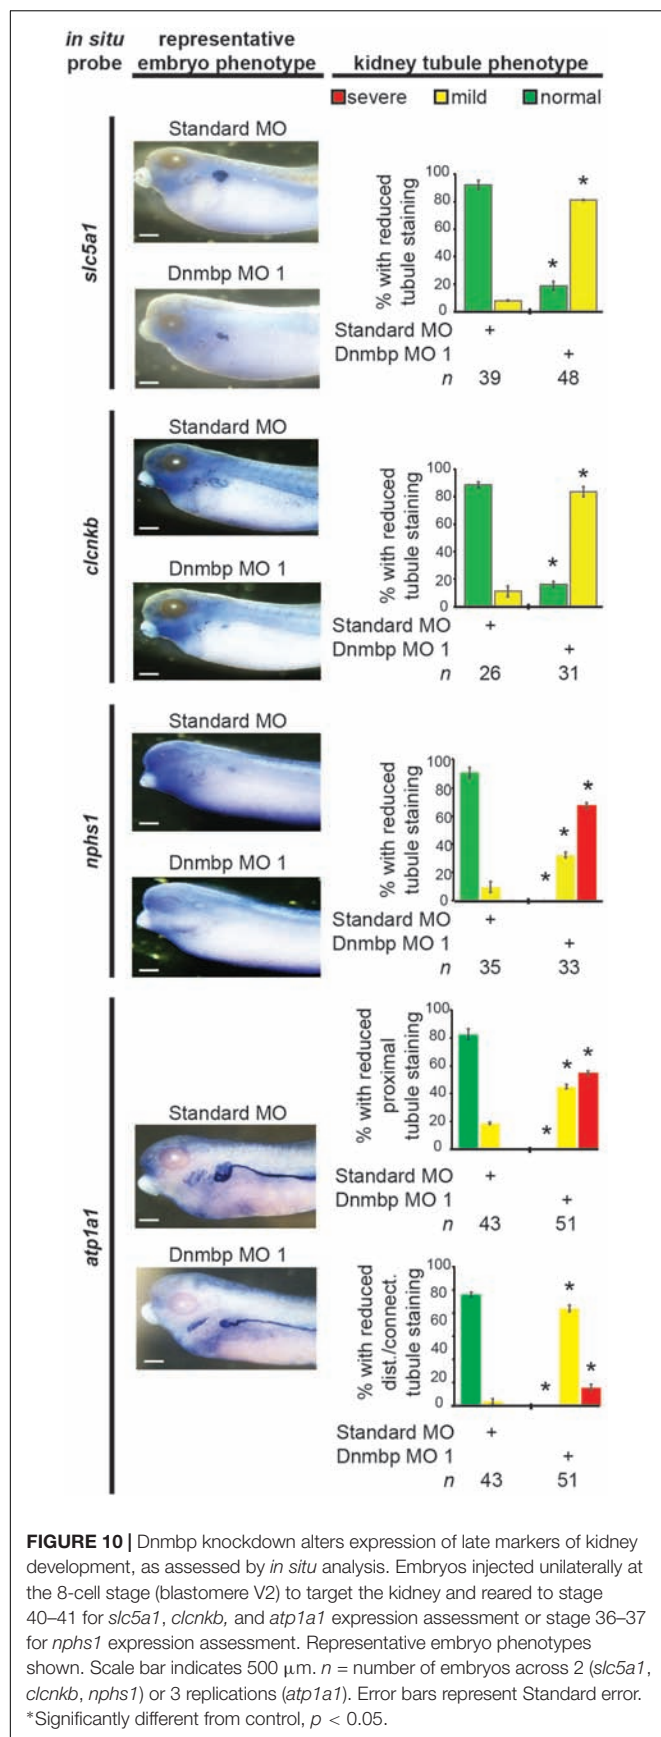 in situ probe
representative embryo phenotype
kidney tubule phenotype
severe mild normal
slc5a1
Standard MO
Dnmbp MO 1
% with reduced tubule staining
100
80
60
40
20
0
*
*
Standard MO +
Dnmbp MO 1 +
n 39 48
clcnkb
Standard MO
Dnmbp MO 1
% with reduced tubule staining
100
80
60
40
20
0
*
*
Standard MO +
Dnmbp MO 1 +
n 26 31
nphs1
Standard MO
Dnmbp MO 1
% with reduced tubule staining
100
80
60
40
20
0
*
*
*
Standard MO +
Dnmbp MO 1 +
n 35 33
atp1a1
Standard MO
Dnmbp MO 1
% with reduced proximal tubule staining
100
80
60
40
20
0
*
*
*
Standard MO +
Dnmbp MO 1 +
n 43 51
% with reduced dist./connect. tubule staining
100
80
60
40
20
0
*
*
*
Standard MO +
Dnmbp MO 1 +
n 43 51
FIGURE 10 | Dnmbp knockdown alters expression of late markers of kidney
development, as assessed by in situ analysis. Embryos injected unilaterally at
the 8-cell stage (blastomere V2) to target the kidney and reared to stage
40–41 for slc5a1, clcnkb, and atp1a1 expression assessment or stage 36–37
for nphs1 expression assessment. Representative embryo phenotypes
shown. Scale bar indicates 500 μm. n = number of embryos across 2 (slc5a1,
clcnkb, nphs1) or 3 replications (atp1a1). Error bars represent Standard error.
*Significantly different from control, p < 0.05.